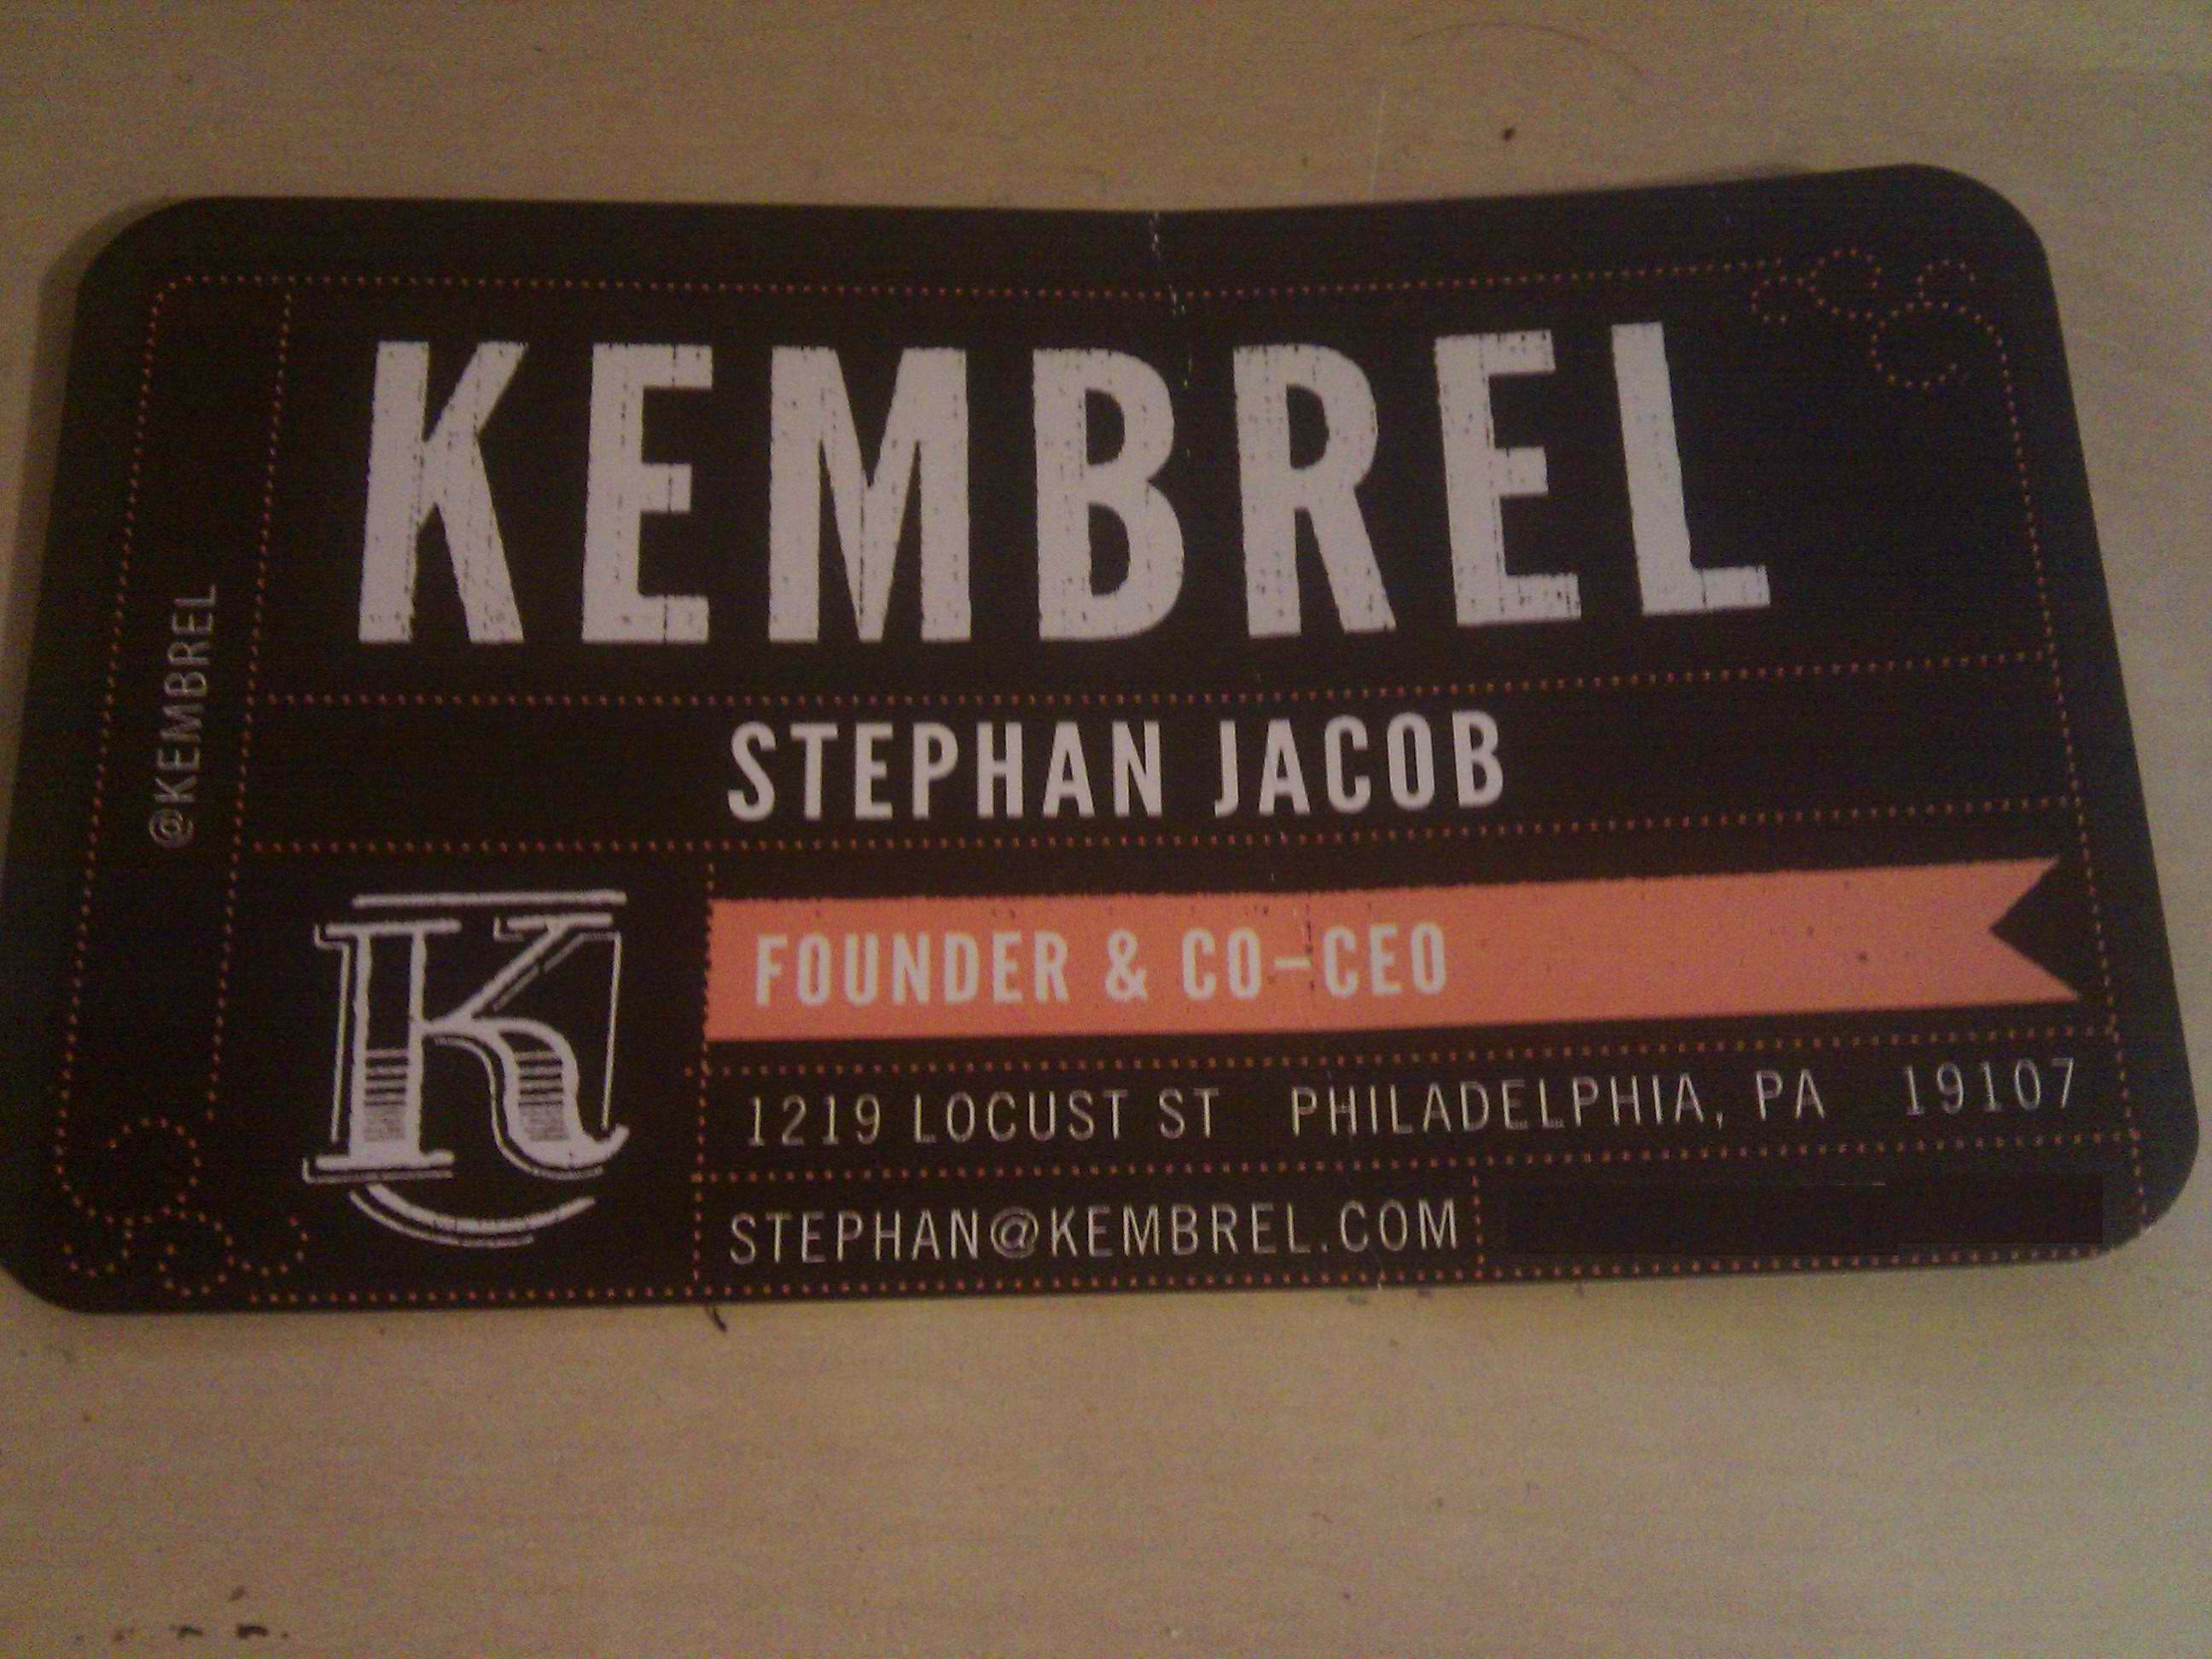 KEMBREL
@KEMBREL
STEPHAN JACOB
K
FOUNDER & CO-CEO
1219 LOCUST ST PHILADELPHIA, PA 19107
STEPHAN@KEMBREL.COM